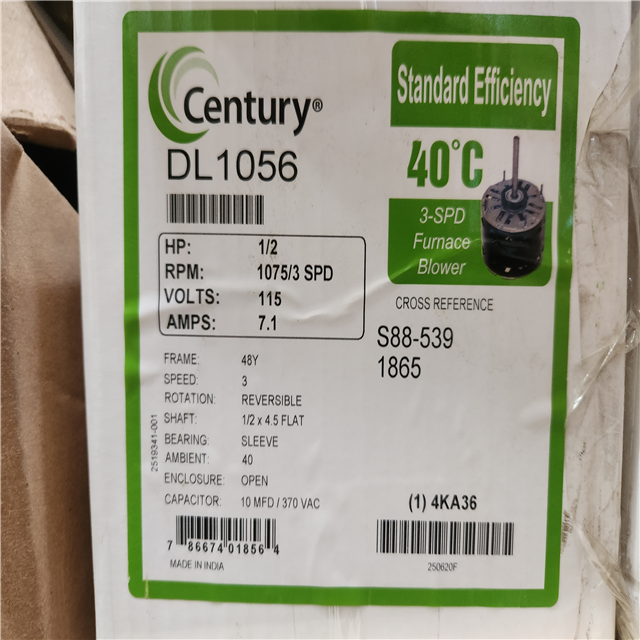 Century®
DL1056
Standard Efficiency
40°C
3-SPD
Furnace
Blower
HP: 1/2
RPM: 1075/3 SPD
VOLTS: 115
AMPS: 7.1
CROSS REFERENCE
S88-539
1865
FRAME: 48Y
SPEED: 3
ROTATION: REVERSIBLE
SHAFT: 1/2 x 4.5 FLAT
BEARING: SLEEVE
AMBIENT: 40
ENCLOSURE: OPEN
CAPACITOR: 10 MFD / 370 VAC
2519341-001
(1) 4KA36
7 86674 01856 4
MADE IN INDIA
250620F